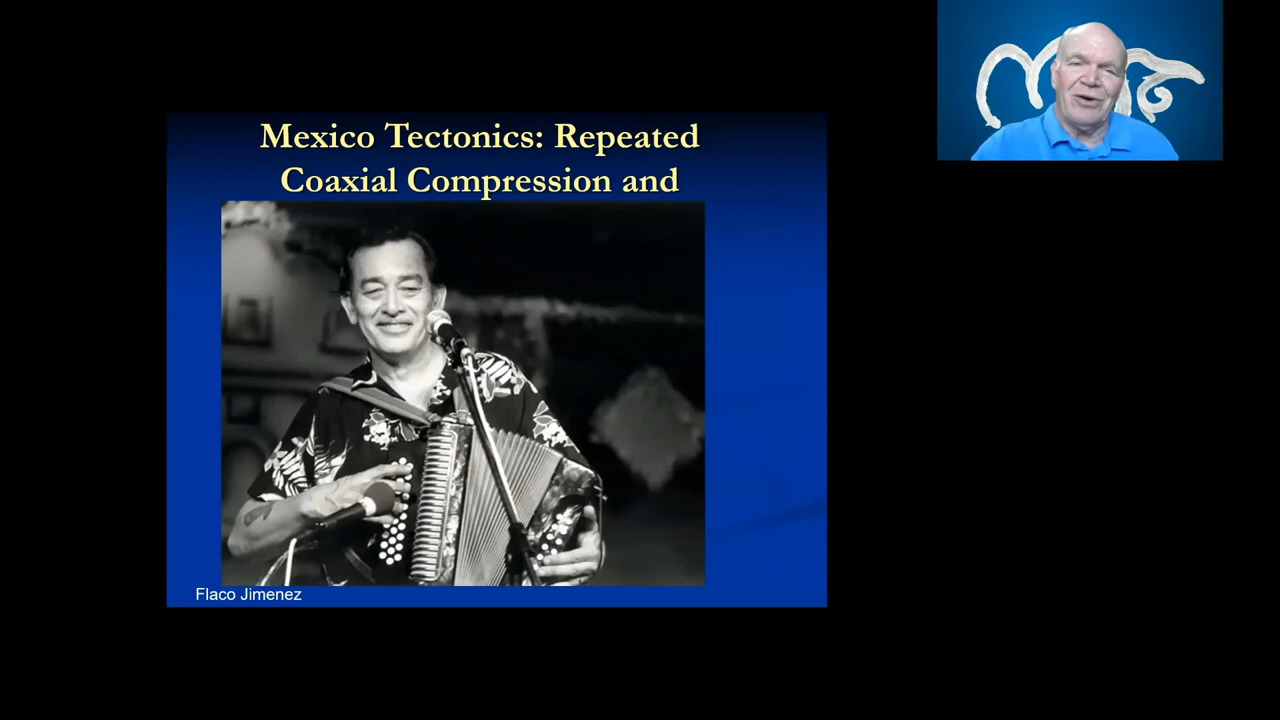 Mexico Tectonics: Repeated
Coaxial Compression and
Flaco Jimenez